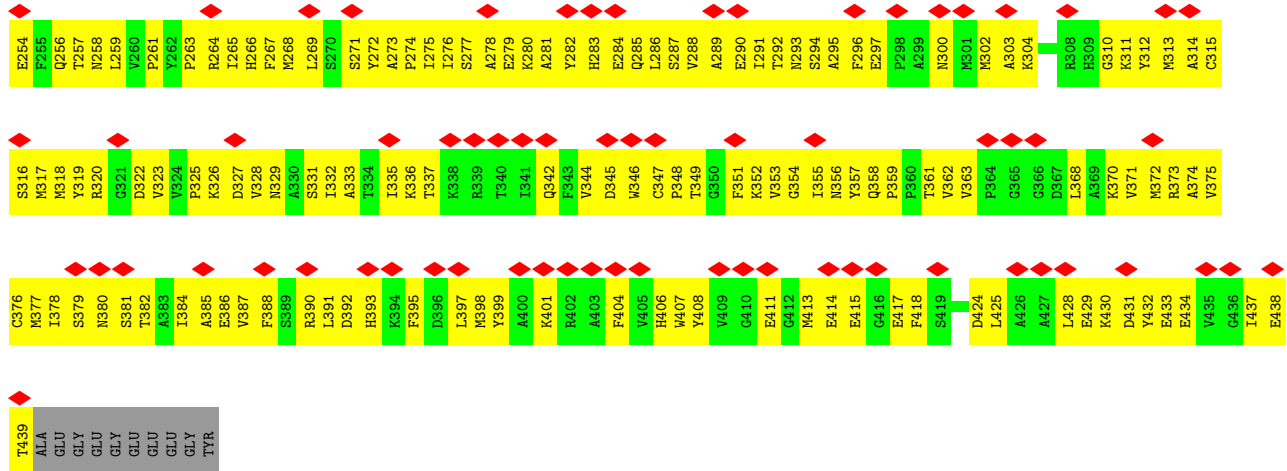 E254 F255 Q256 T257 N258 L259 V260 P261 Y262 P263 R264 I265 H266 F267 M268 L269 S270 S271 Y272 A273 P274 I275 I276 S277 A278 E279 K280 A281 Y282 H283 E284 Q285 L286 S287 V288 A289 E290 I291 T292 N293 S294 A295 F296 E297 P298 A299 N300 M301 M302 A303 K304 R308 H309 G310 K311 Y312 M313 A314 C315
S316 M317 M318 Y319 R320 G321 D322 V323 V324 P325 K326 D327 V328 N329 A330 S331 I332 A333 T334 I335 K336 T337 K338 R339 T340 I341 Q342 F343 V344 D345 W346 C347 P348 T349 G350 F351 K352 V353 G354 I355 N356 Y357 Q358 P359 P360 T361 V362 V363 P364 G365 G366 D367 L368 A369 K370 V371 M372 R373 A374 V375
C376 M377 I378 S379 N380 S381 T382 A383 I384 A385 E386 V387 F388 S389 R390 L391 D392 H393 K394 F395 D396 L397 M398 Y399 A400 K401 R402 A403 F404 V405 H406 W407 Y408 V409 G410 E411 G412 M413 E414 E415 G416 E417 F418 S419 D424 L425 A426 A427 L428 E429 K430 D431 Y432 E433 E434 V435 G436 I437 E438
T439 ALA GLU GLY GLU GLY GLU GLU GLU GLY TYR